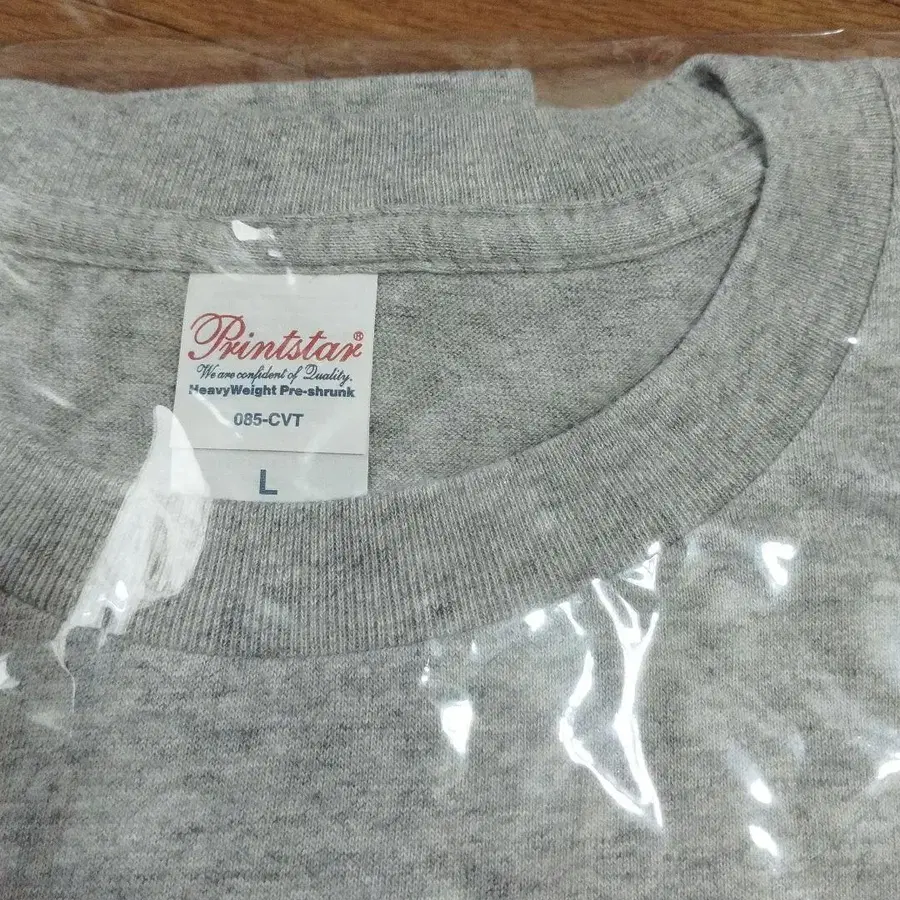 Printstar®
We are confident of Quality.
HeavyWeight Pre-shrunk
085-CVT
L